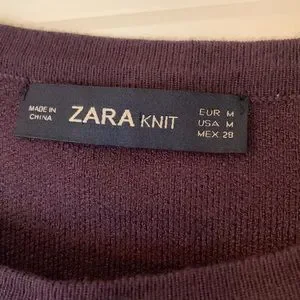 MADE IN
CHINA
ZARA KNIT
EUR M
USA M
MEX 28